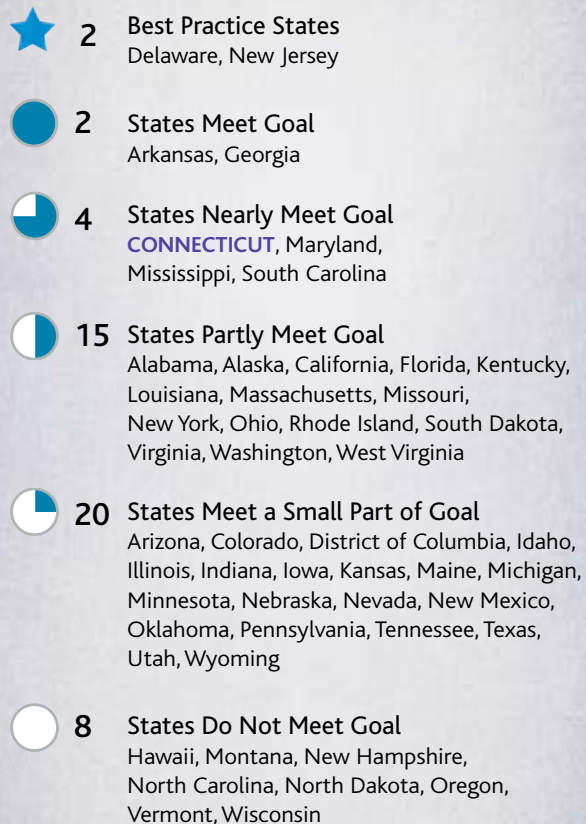 2 Best Practice States
Delaware, New Jersey
2 States Meet Goal
Arkansas, Georgia
4 States Nearly Meet Goal
CONNECTICUT, Maryland,
Mississippi, South Carolina
15 States Partly Meet Goal
Alabama, Alaska, California, Florida, Kentucky,
Louisiana, Massachusetts, Missouri,
New York, Ohio, Rhode Island, South Dakota,
Virginia, Washington, West Virginia
20 States Meet a Small Part of Goal
Arizona, Colorado, District of Columbia, Idaho,
Illinois, Indiana, Iowa, Kansas, Maine, Michigan,
Minnesota, Nebraska, Nevada, New Mexico,
Oklahoma, Pennsylvania, Tennessee, Texas,
Utah, Wyoming
8 States Do Not Meet Goal
Hawaii, Montana, New Hampshire,
North Carolina, North Dakota, Oregon,
Vermont, Wisconsin